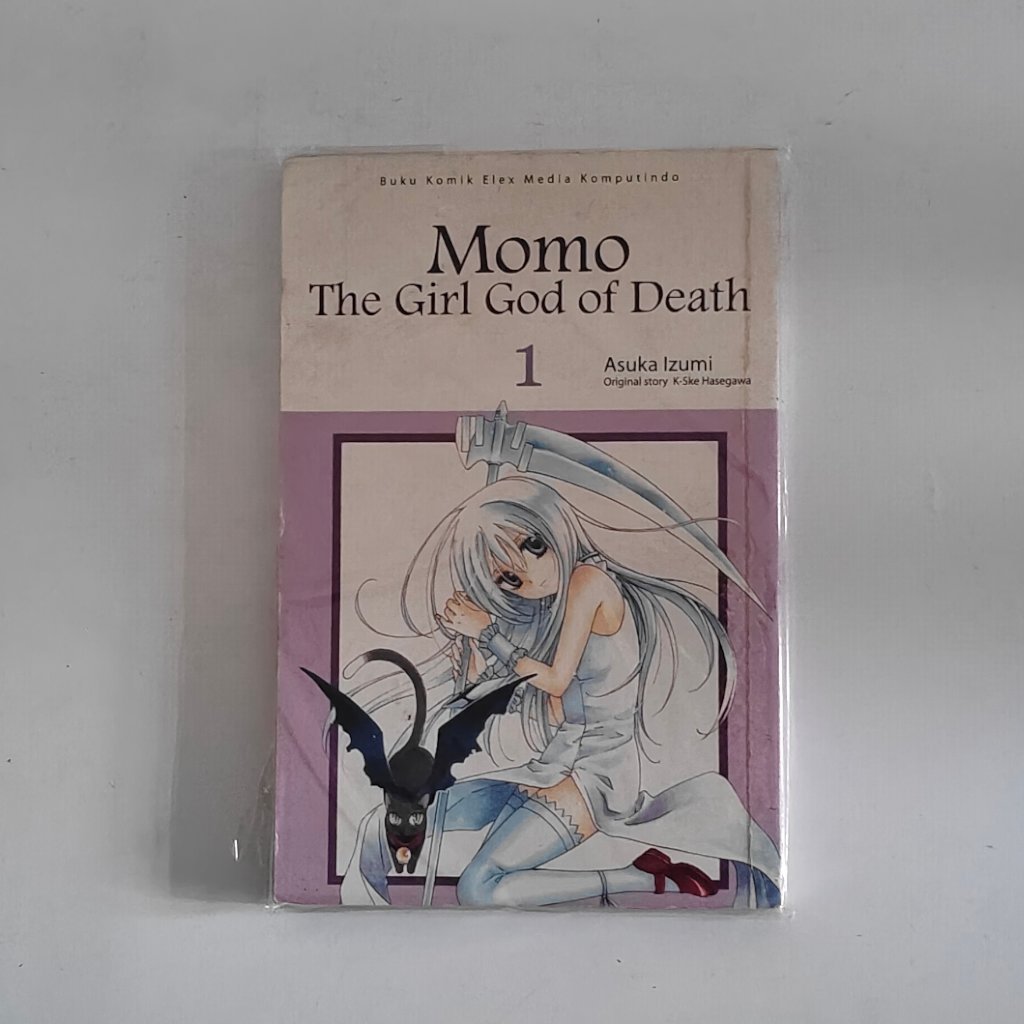 Buku Komik Elex Media Komputindo
Momo
The Girl God of Death
1
Asuka Izumi
Original story K-Ske Hasegawa